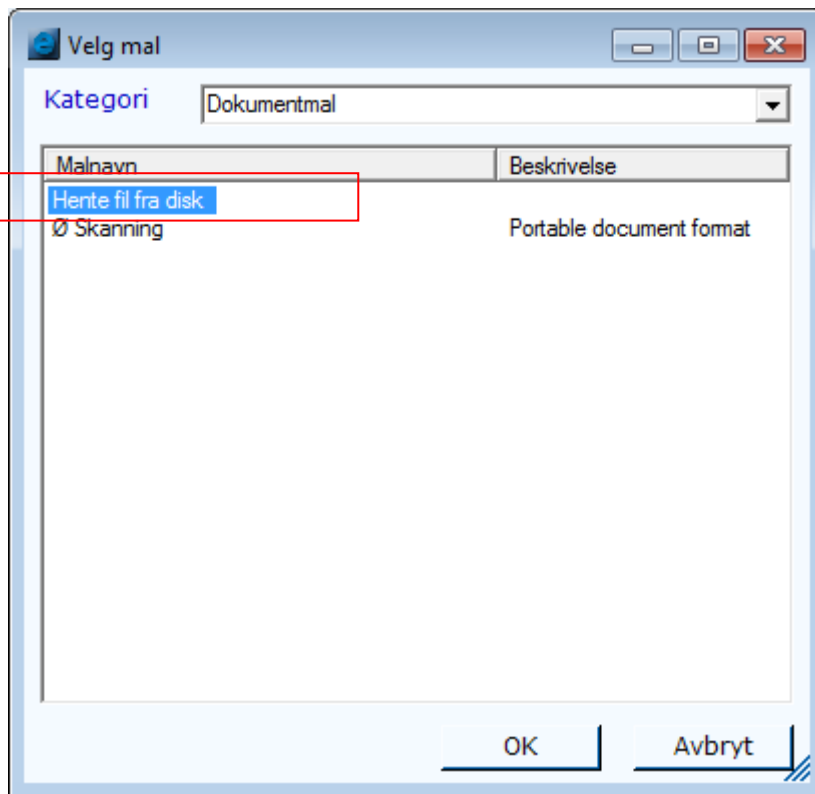 Velg mal
Kategori Dokumentmal
Malnavn Beskrivelse
Hente fil fra disk
Ø Skanning Portable document format
OK Avbryt